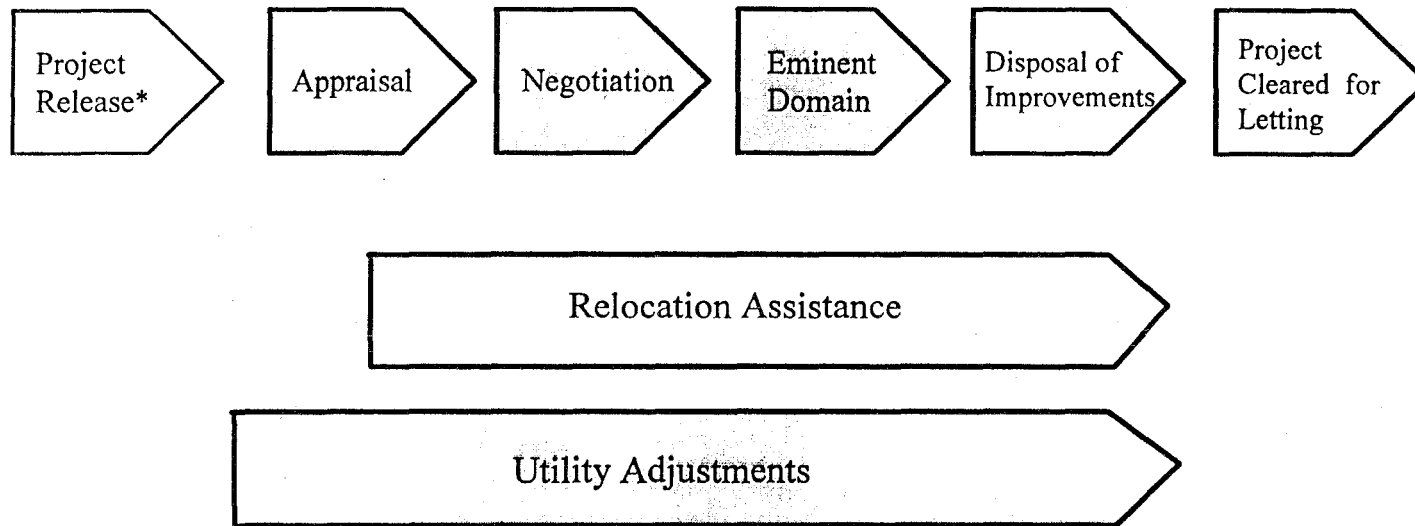 Project
Release*
Appraisal
Negotiation
Eminent
Domain
Disposal of
Improvements
Project
Cleared for
Letting
Relocation Assistance
Utility Adjustments